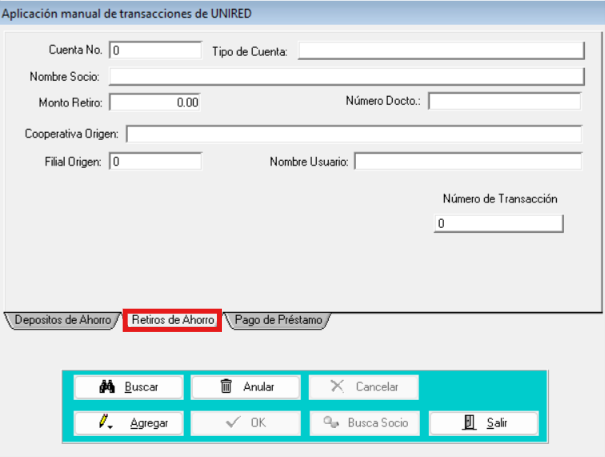 Aplicación manual de transacciones de UNIRED
Cuenta No. 0 Tipo de Cuenta:
Nombre Socio:
Monto Retiro: 0.00 Número Docto.:
Cooperativa Origen:
Filial Origen: 0 Nombre Usuario:
Número de Transacción
0
Depositos de Ahorro Retiros de Ahorro Pago de Préstamo
Buscar Anular Cancelar
Agregar OK Busca Socio Salir